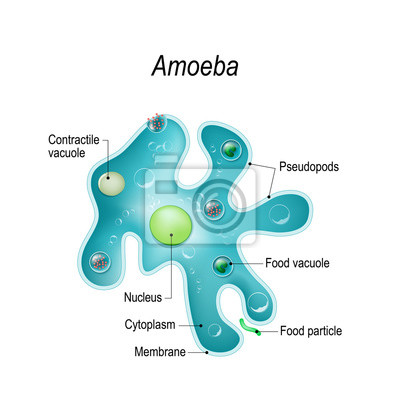 Amoeba
Contractile
vacuole
Pseudopods
Food vacuole
Nucleus
Cytoplasm
Food particle
Membrane